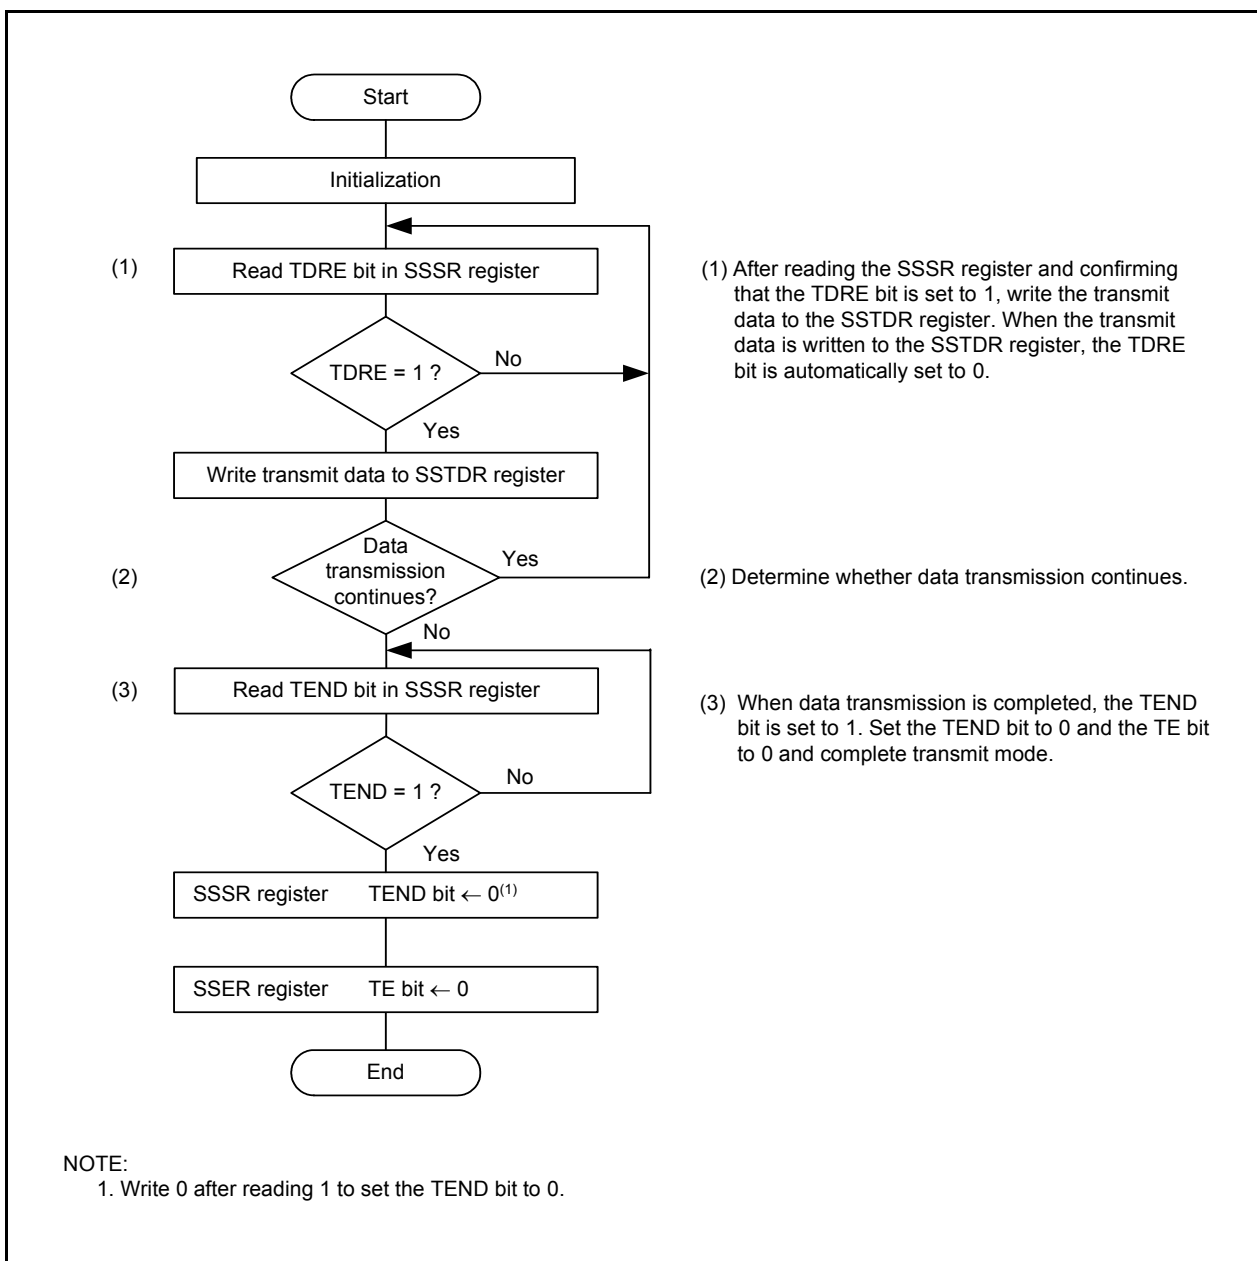 Start
Initialization
(1)
Read TDRE bit in SSSR register
TDRE = 1 ?
No
Yes
Write transmit data to SSTDR register
(2)
Data
transmission
continues?
Yes
No
(3)
Read TEND bit in SSSR register
TEND = 1 ?
No
Yes
SSSR register TEND bit ← 0(1)
SSER register TE bit ← 0
End
(1) After reading the SSSR register and confirming
that the TDRE bit is set to 1, write the transmit
data to the SSTDR register. When the transmit
data is written to the SSTDR register, the TDRE
bit is automatically set to 0.
(2) Determine whether data transmission continues.
(3) When data transmission is completed, the TEND
bit is set to 1. Set the TEND bit to 0 and the TE bit
to 0 and complete transmit mode.
NOTE:
1. Write 0 after reading 1 to set the TEND bit to 0.